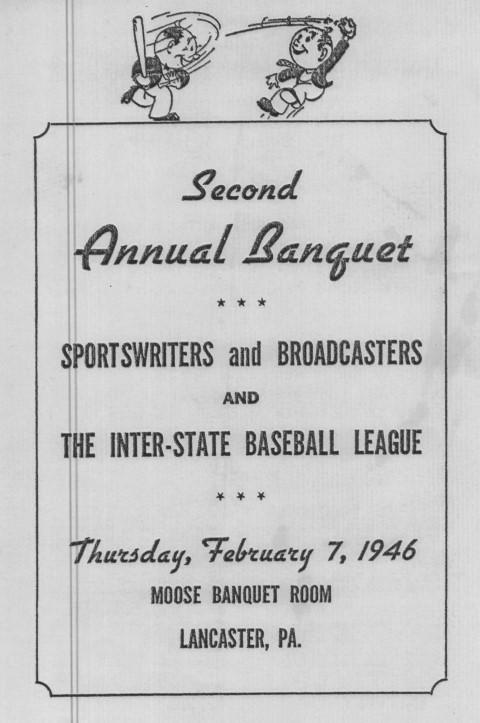 Second
Annual Banquet
* * *
SPORTSWRITERS and BROADCASTERS
AND
THE INTER-STATE BASEBALL LEAGUE
* * *
Thursday, February 7, 1946
MOOSE BANQUET ROOM
LANCASTER, PA.